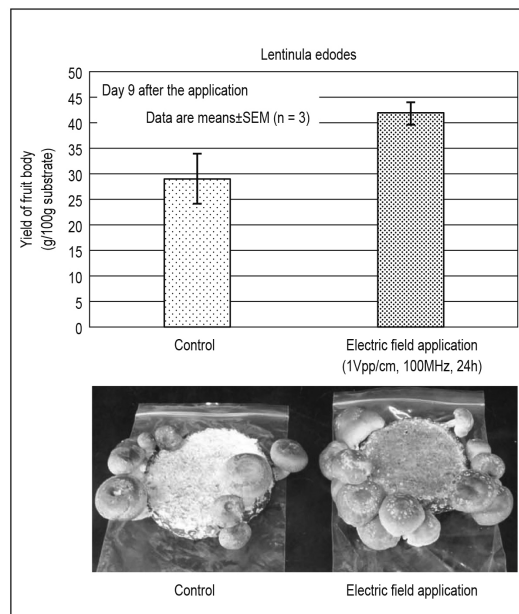 Lentinula edodes
Yield of fruit body
(g/100g substrate)
50
45
40
35
30
25
20
15
10
5
0
Day 9 after the application
Data are means±SEM (n = 3)
Control
Electric field application
(1Vpp/cm, 100MHz, 24h)
Control
Electric field application